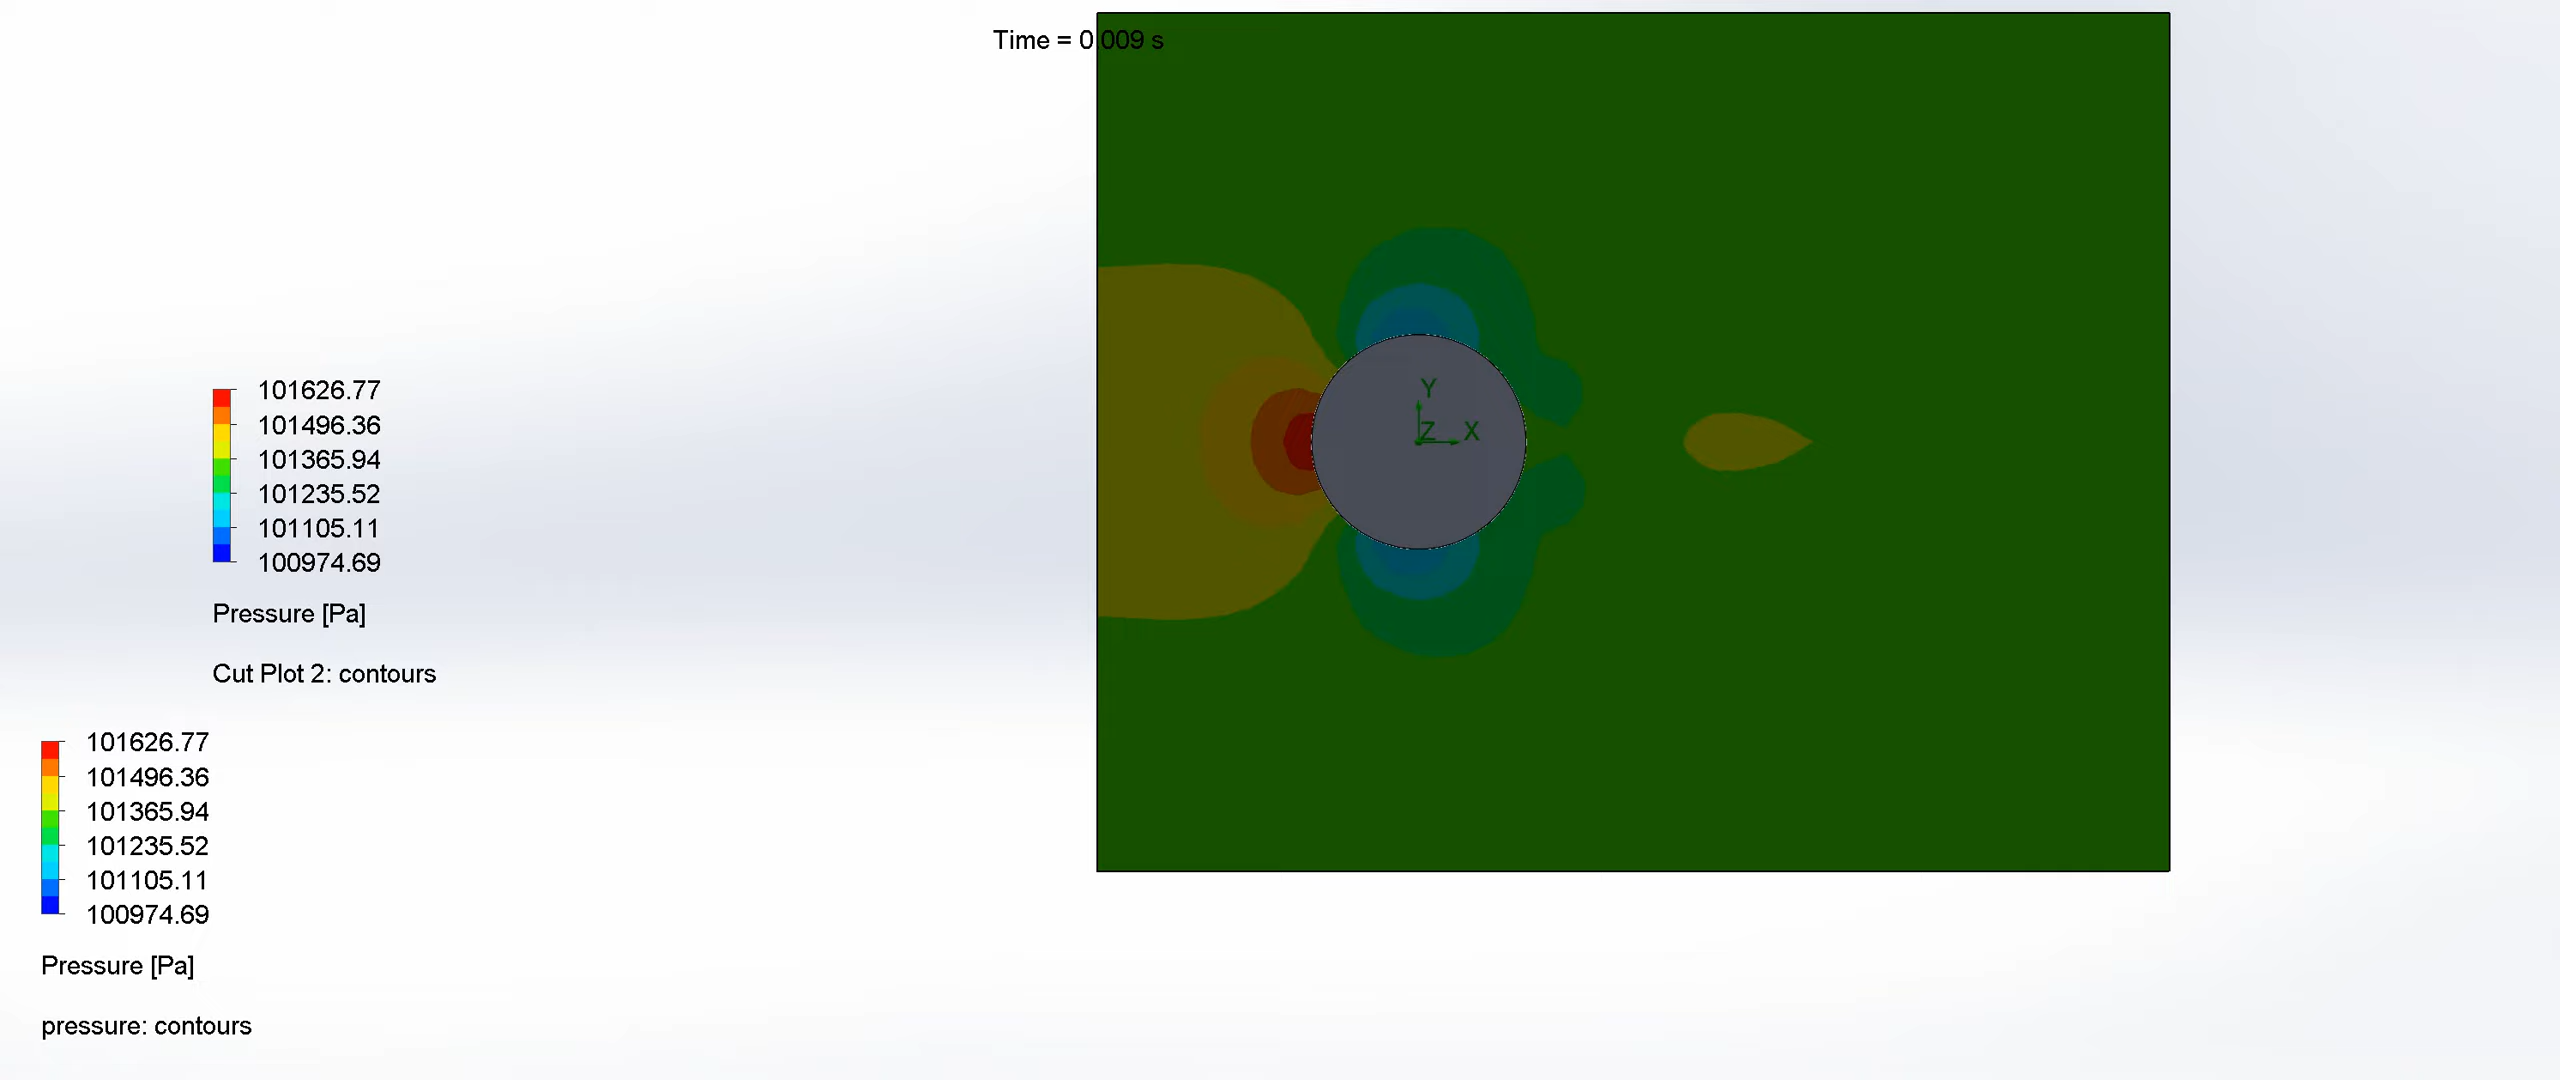 Time = 0.009 s
Y
Z X
101626.77
101496.36
101365.94
101235.52
101105.11
100974.69
Pressure [Pa]
Cut Plot 2: contours
101626.77
101496.36
101365.94
101235.52
101105.11
100974.69
Pressure [Pa]
pressure: contours